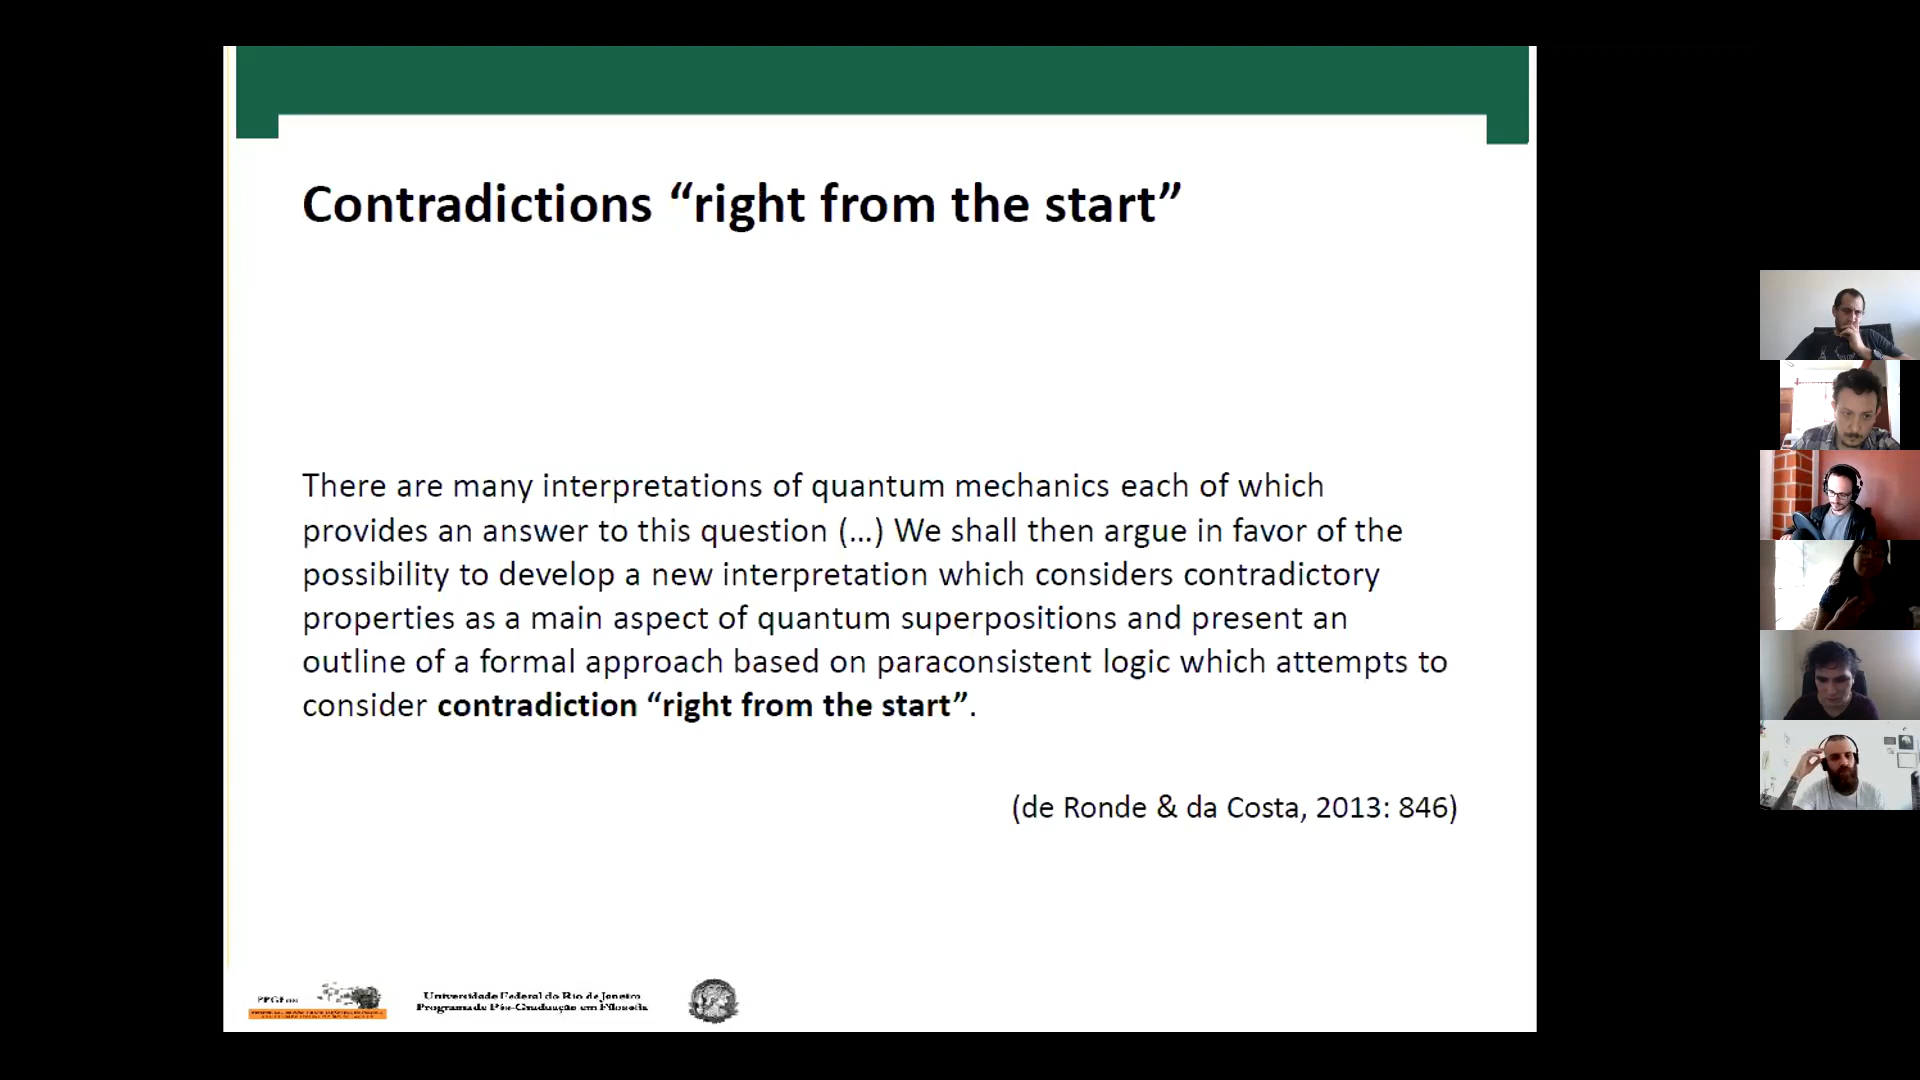 Contradictions “right from the start”
There are many interpretations of quantum mechanics each of which
provides an answer to this question (…) We shall then argue in favor of the
possibility to develop a new interpretation which considers contradictory
properties as a main aspect of quantum superpositions and present an
outline of a formal approach based on paraconsistent logic which attempts to
consider contradiction “right from the start”.
(de Ronde & da Costa, 2013: 846)
Universidade Federal do Rio de Janeiro
Programa de Pós-Graduação em Filosofia